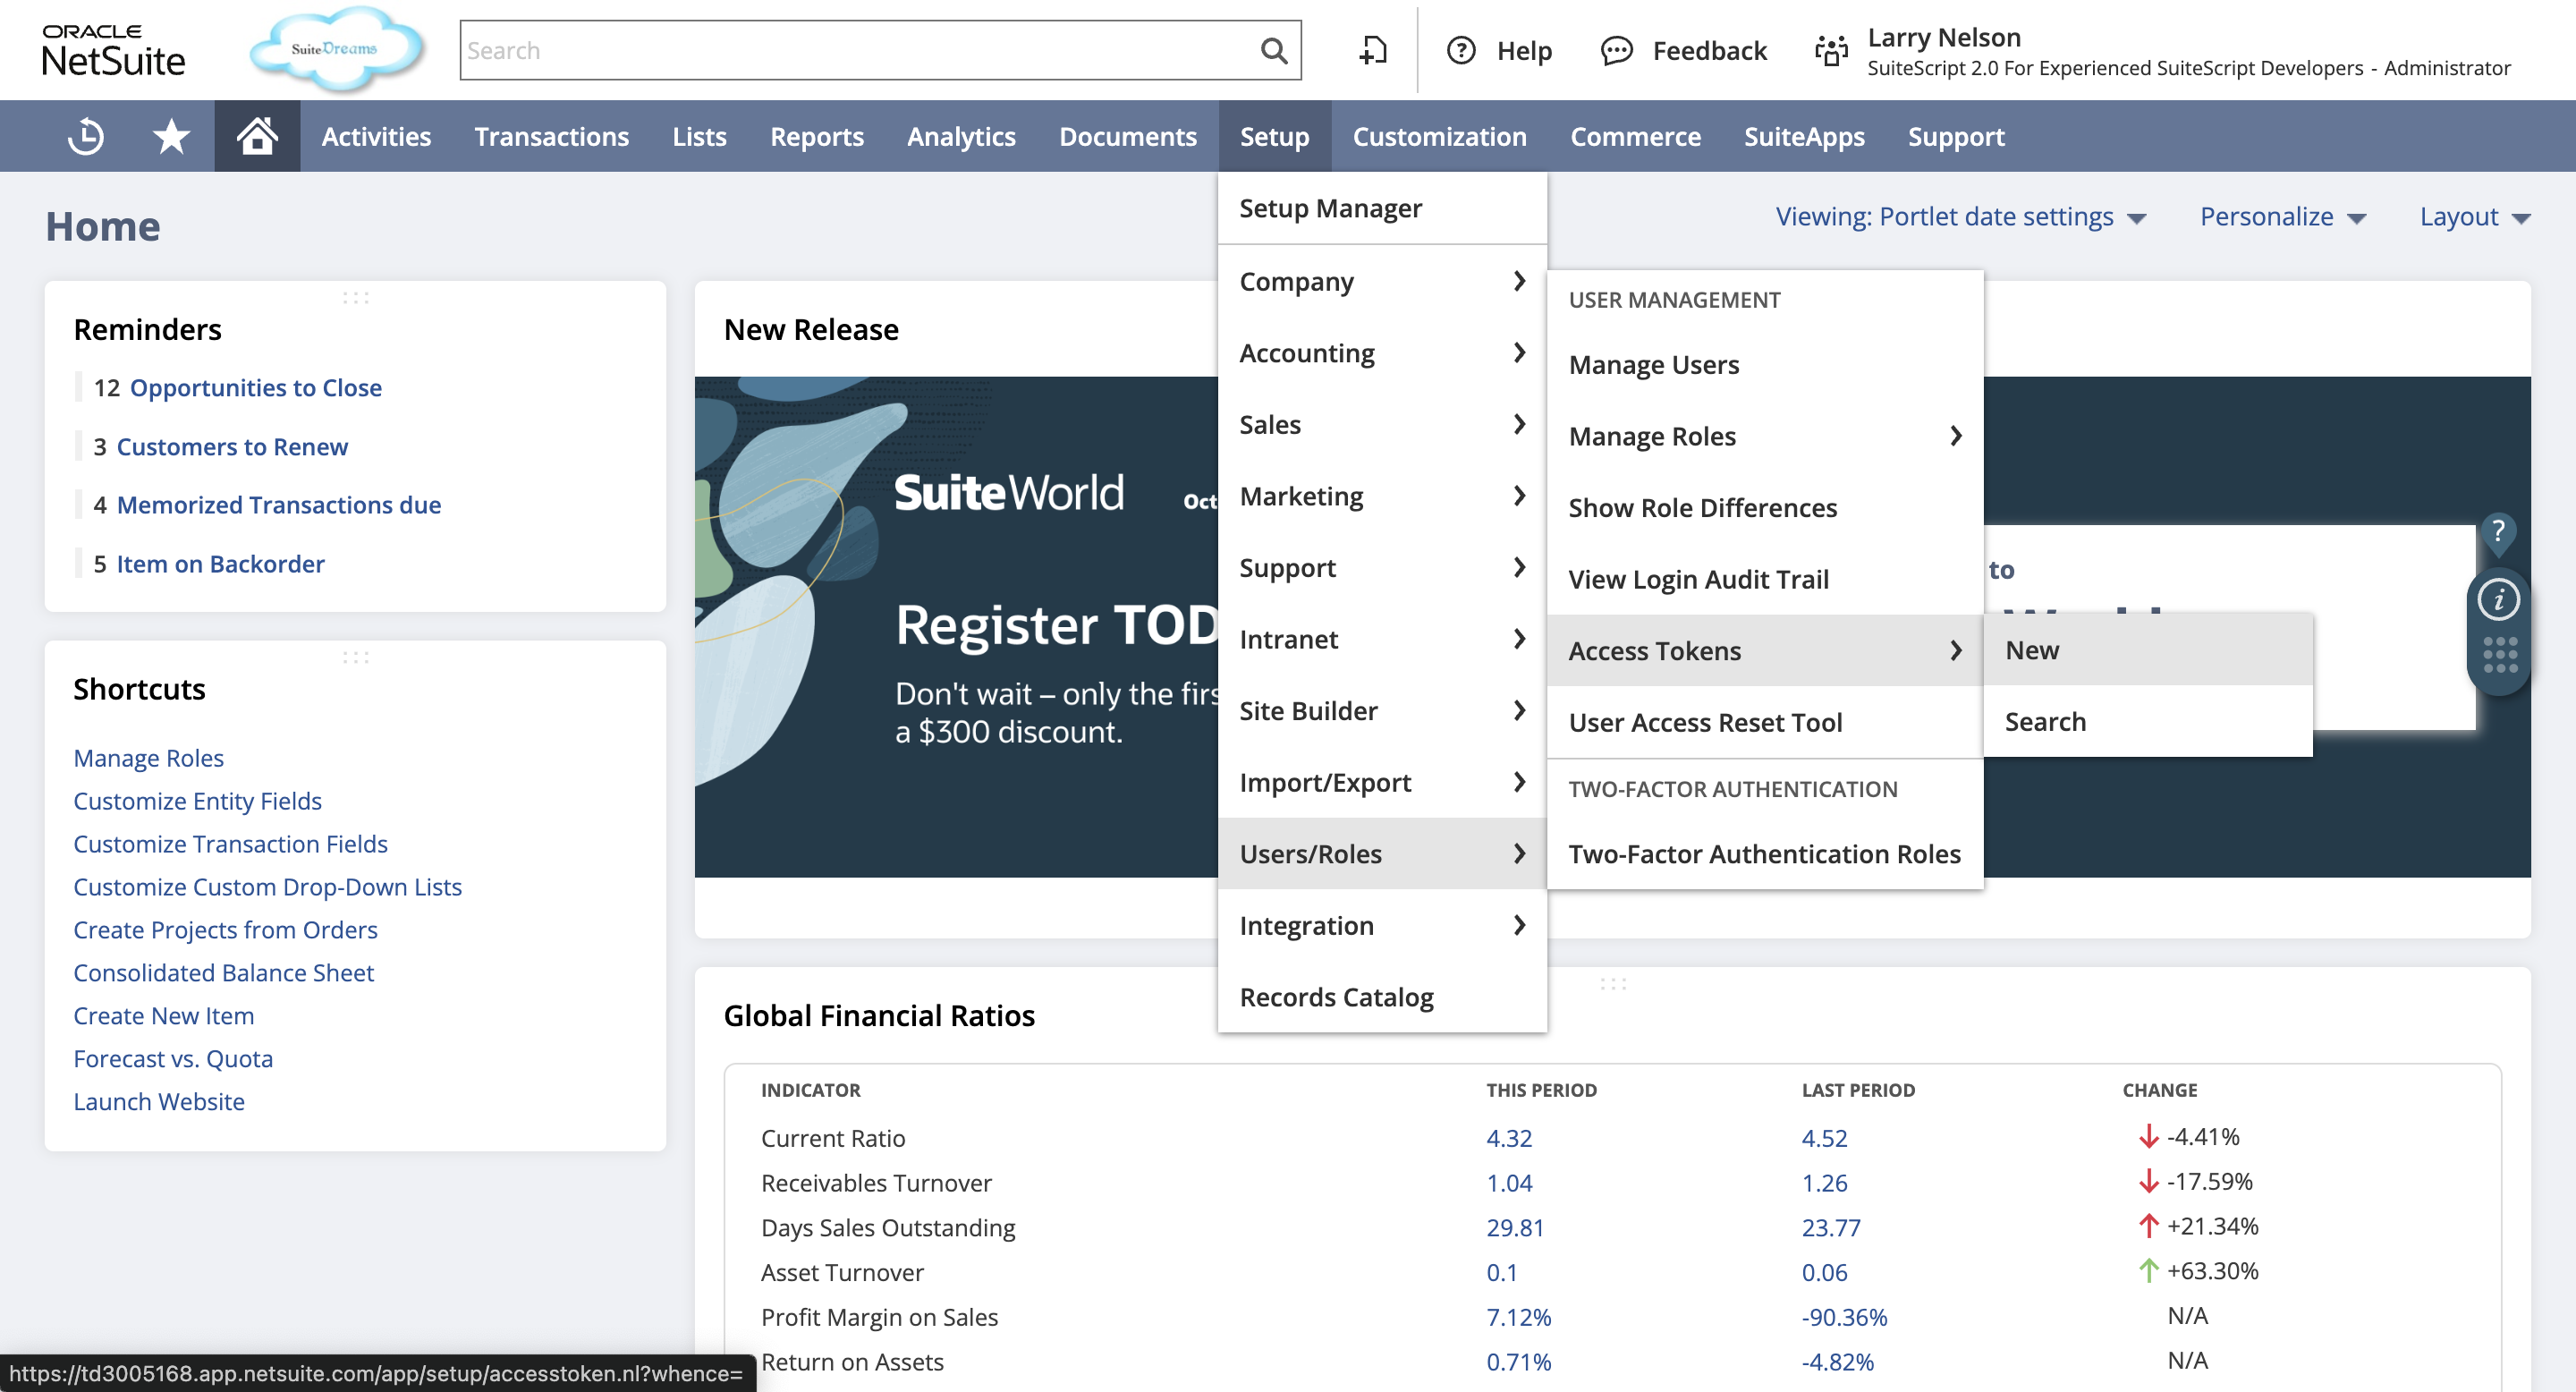 ORACLE
NetSuite
SuiteDreams
Search
Help
Feedback
Larry Nelson
SuiteScript 2.0 For Experienced SuiteScript Developers - Administrator
Activities
Transactions
Lists
Reports
Analytics
Documents
Setup
Customization
Commerce
SuiteApps
Support
Home
Viewing: Portlet date settings
Personalize
Layout
Reminders
12 Opportunities to Close
3 Customers to Renew
4 Memorized Transactions due
5 Item on Backorder
Shortcuts
Manage Roles
Customize Entity Fields
Customize Transaction Fields
Customize Custom Drop-Down Lists
Create Projects from Orders
Consolidated Balance Sheet
Create New Item
Forecast vs. Quota
Launch Website
New Release
SuiteWorld
Oct
Register TOD
Don't wait – only the firs
a $300 discount.
to
Setup Manager
Company
Accounting
Sales
Marketing
Support
Intranet
Site Builder
Import/Export
Users/Roles
Integration
Records Catalog
USER MANAGEMENT
Manage Users
Manage Roles
Show Role Differences
View Login Audit Trail
Access Tokens
User Access Reset Tool
TWO-FACTOR AUTHENTICATION
Two-Factor Authentication Roles
New
Search
Global Financial Ratios
INDICATOR THIS PERIOD LAST PERIOD CHANGE
Current Ratio 4.32 4.52 -4.41%
Receivables Turnover 1.04 1.26 -17.59%
Days Sales Outstanding 29.81 23.77 +21.34%
Asset Turnover 0.1 0.06 +63.30%
Profit Margin on Sales 7.12% -90.36% N/A
Return on Assets 0.71% -4.82% N/A
https://td3005168.app.netsuite.com/app/setup/accesstoken.nl?whence=